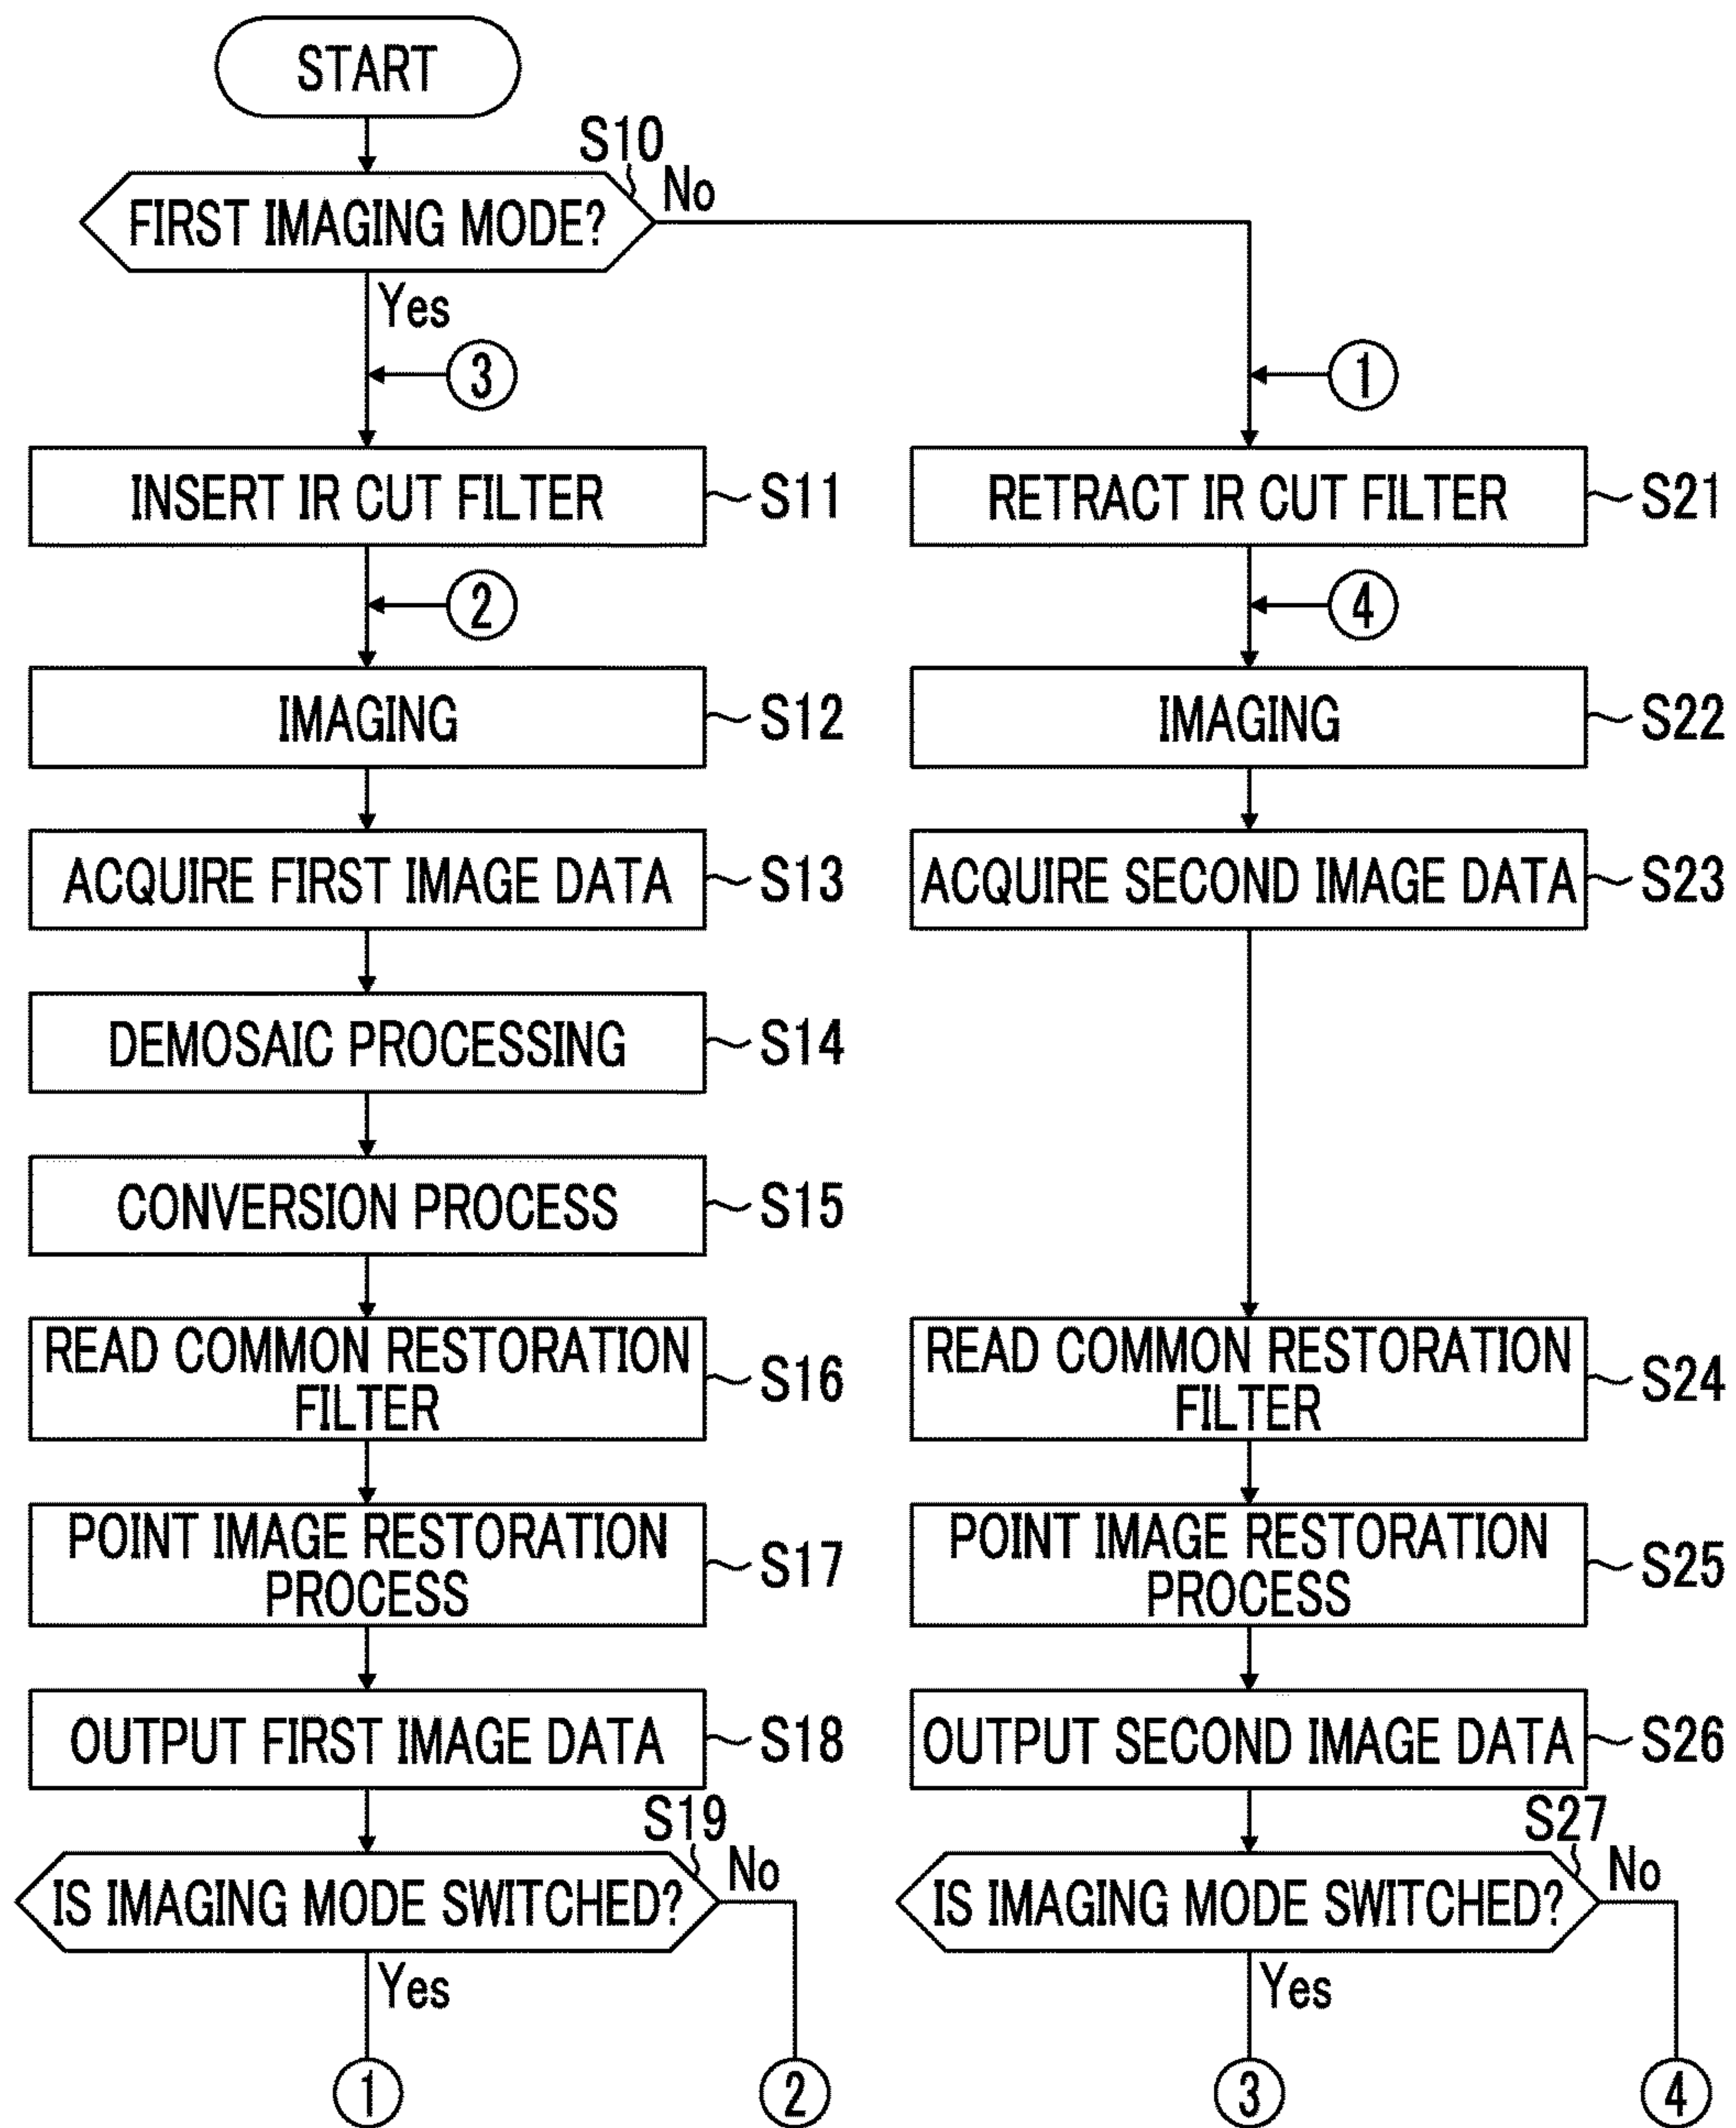 START
S10
FIRST IMAGING MODE?
No
Yes
3
1
INSERT IR CUT FILTER
S11
RETRACT IR CUT FILTER
S21
2
4
IMAGING
S12
IMAGING
S22
ACQUIRE FIRST IMAGE DATA
S13
ACQUIRE SECOND IMAGE DATA
S23
DEMOSAIC PROCESSING
S14
CONVERSION PROCESS
S15
READ COMMON RESTORATION
FILTER
S16
READ COMMON RESTORATION
FILTER
S24
POINT IMAGE RESTORATION
PROCESS
S17
POINT IMAGE RESTORATION
PROCESS
S25
OUTPUT FIRST IMAGE DATA
S18
OUTPUT SECOND IMAGE DATA
S26
S19
IS IMAGING MODE SWITCHED?
No
S27
IS IMAGING MODE SWITCHED?
No
Yes
Yes
1
2
3
4